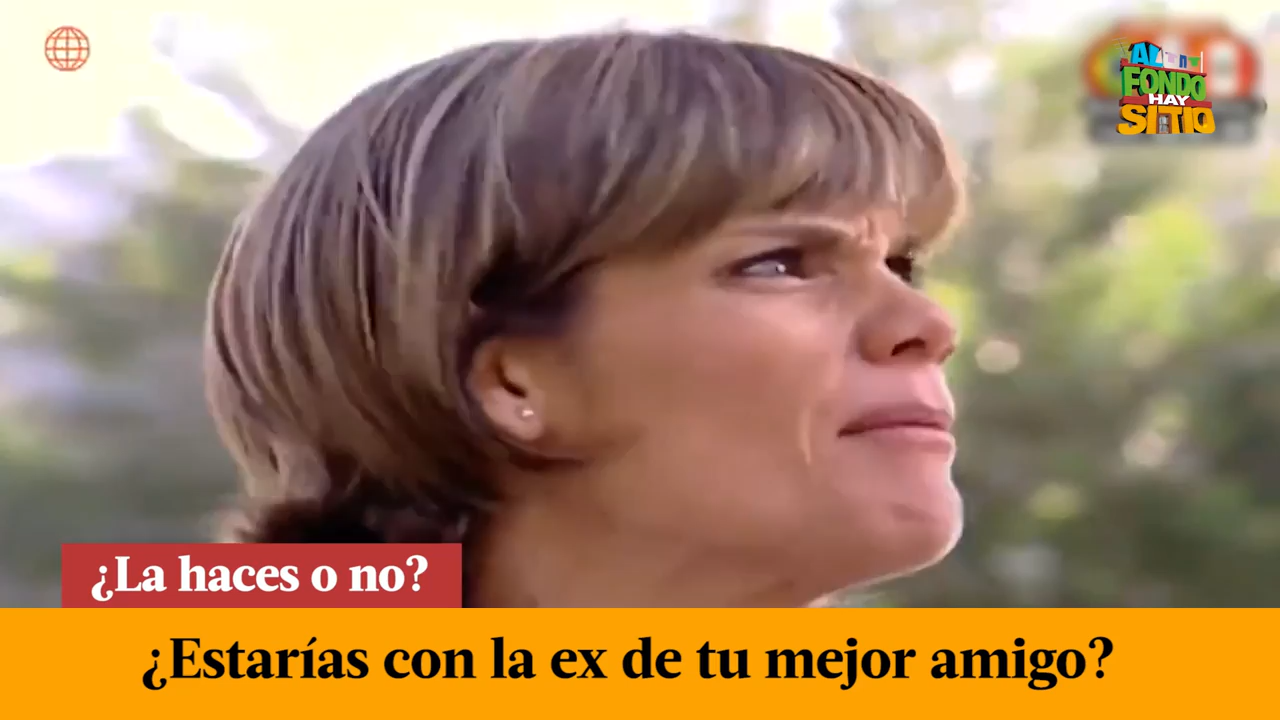 AL
FONDO
HAY
SITIO
¿La haces o no?
¿Estarías con la ex de tu mejor amigo?